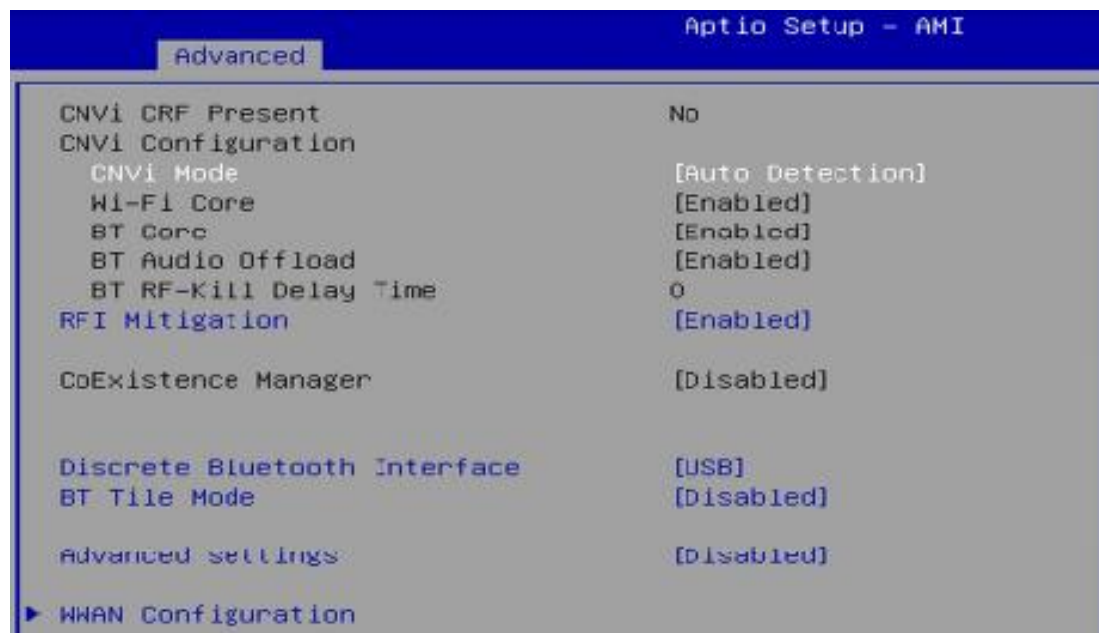 Aptio Setup – AMI
Advanced
CNVi CRF Present No
CNVi Configuration
CNVi Mode [Auto Detection]
Wi-Fi Core [Enabled]
BT Core [Enabled]
BT Audio Offload [Enabled]
BT RF-Kill Delay Time 0
RFI Mitigation [Enabled]
CoExistence Manager [Disabled]
Discrete Bluetooth Interface [USB]
BT Tile Mode [Disabled]
Advanced settings [Disabled]
WWAN Configuration